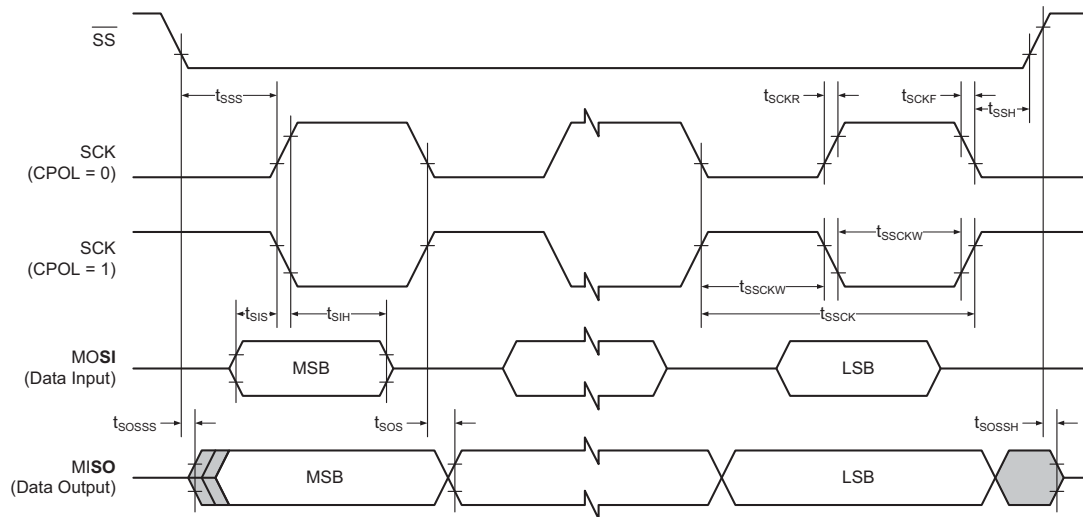 SS
tSSS
tSCKR
tSCKF
tSSH
SCK
(CPOL = 0)
SCK
(CPOL = 1)
tSSCKW
tSSCKW
tSIS
tSIH
tSSCK
MOSI
(Data Input)
MSB
LSB
tSOSSS
tSOS
tSOSSH
MISO
(Data Output)
MSB
LSB